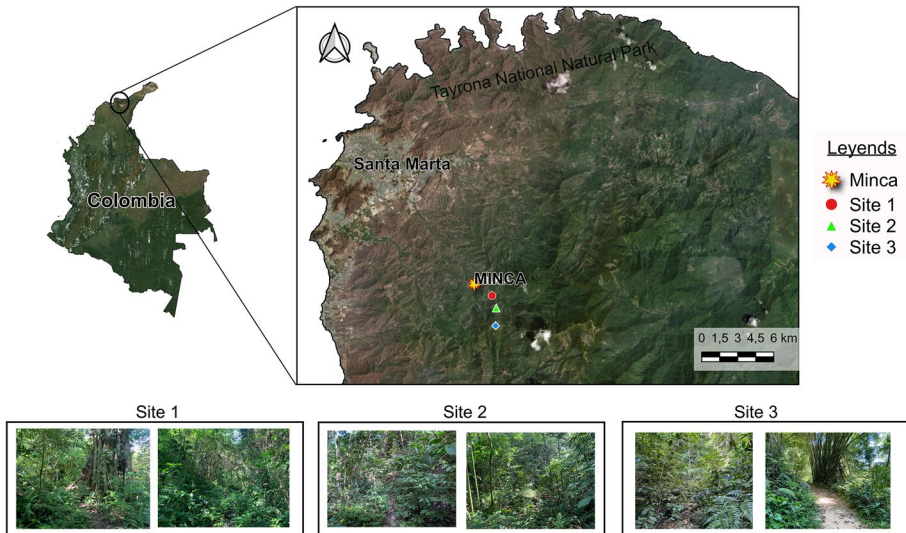 Tayrona National Natural Park
Santa Marta
Colombia
MINCA
Leyends
Minca
Site 1
Site 2
Site 3
0 1,5 3 4,5 6 km
Site 1
Site 2
Site 3